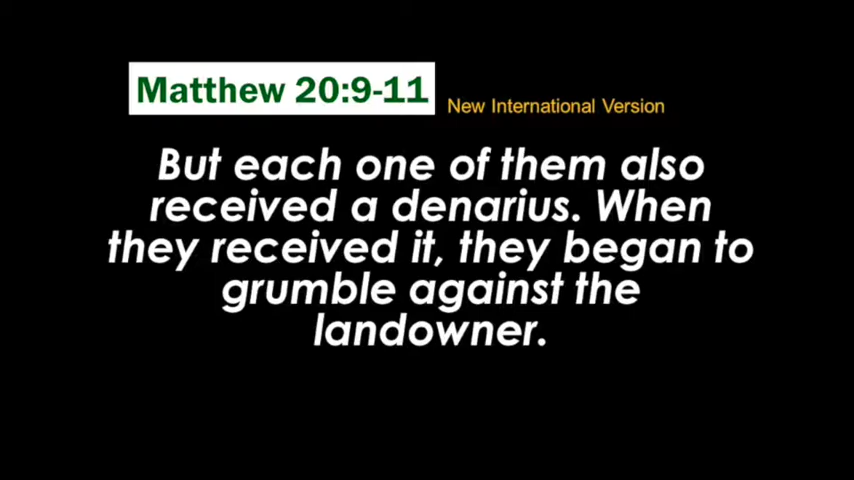 Matthew 20:9-11 New International Version
But each one of them also
received a denarius. When
they received it, they began to
grumble against the
landowner.